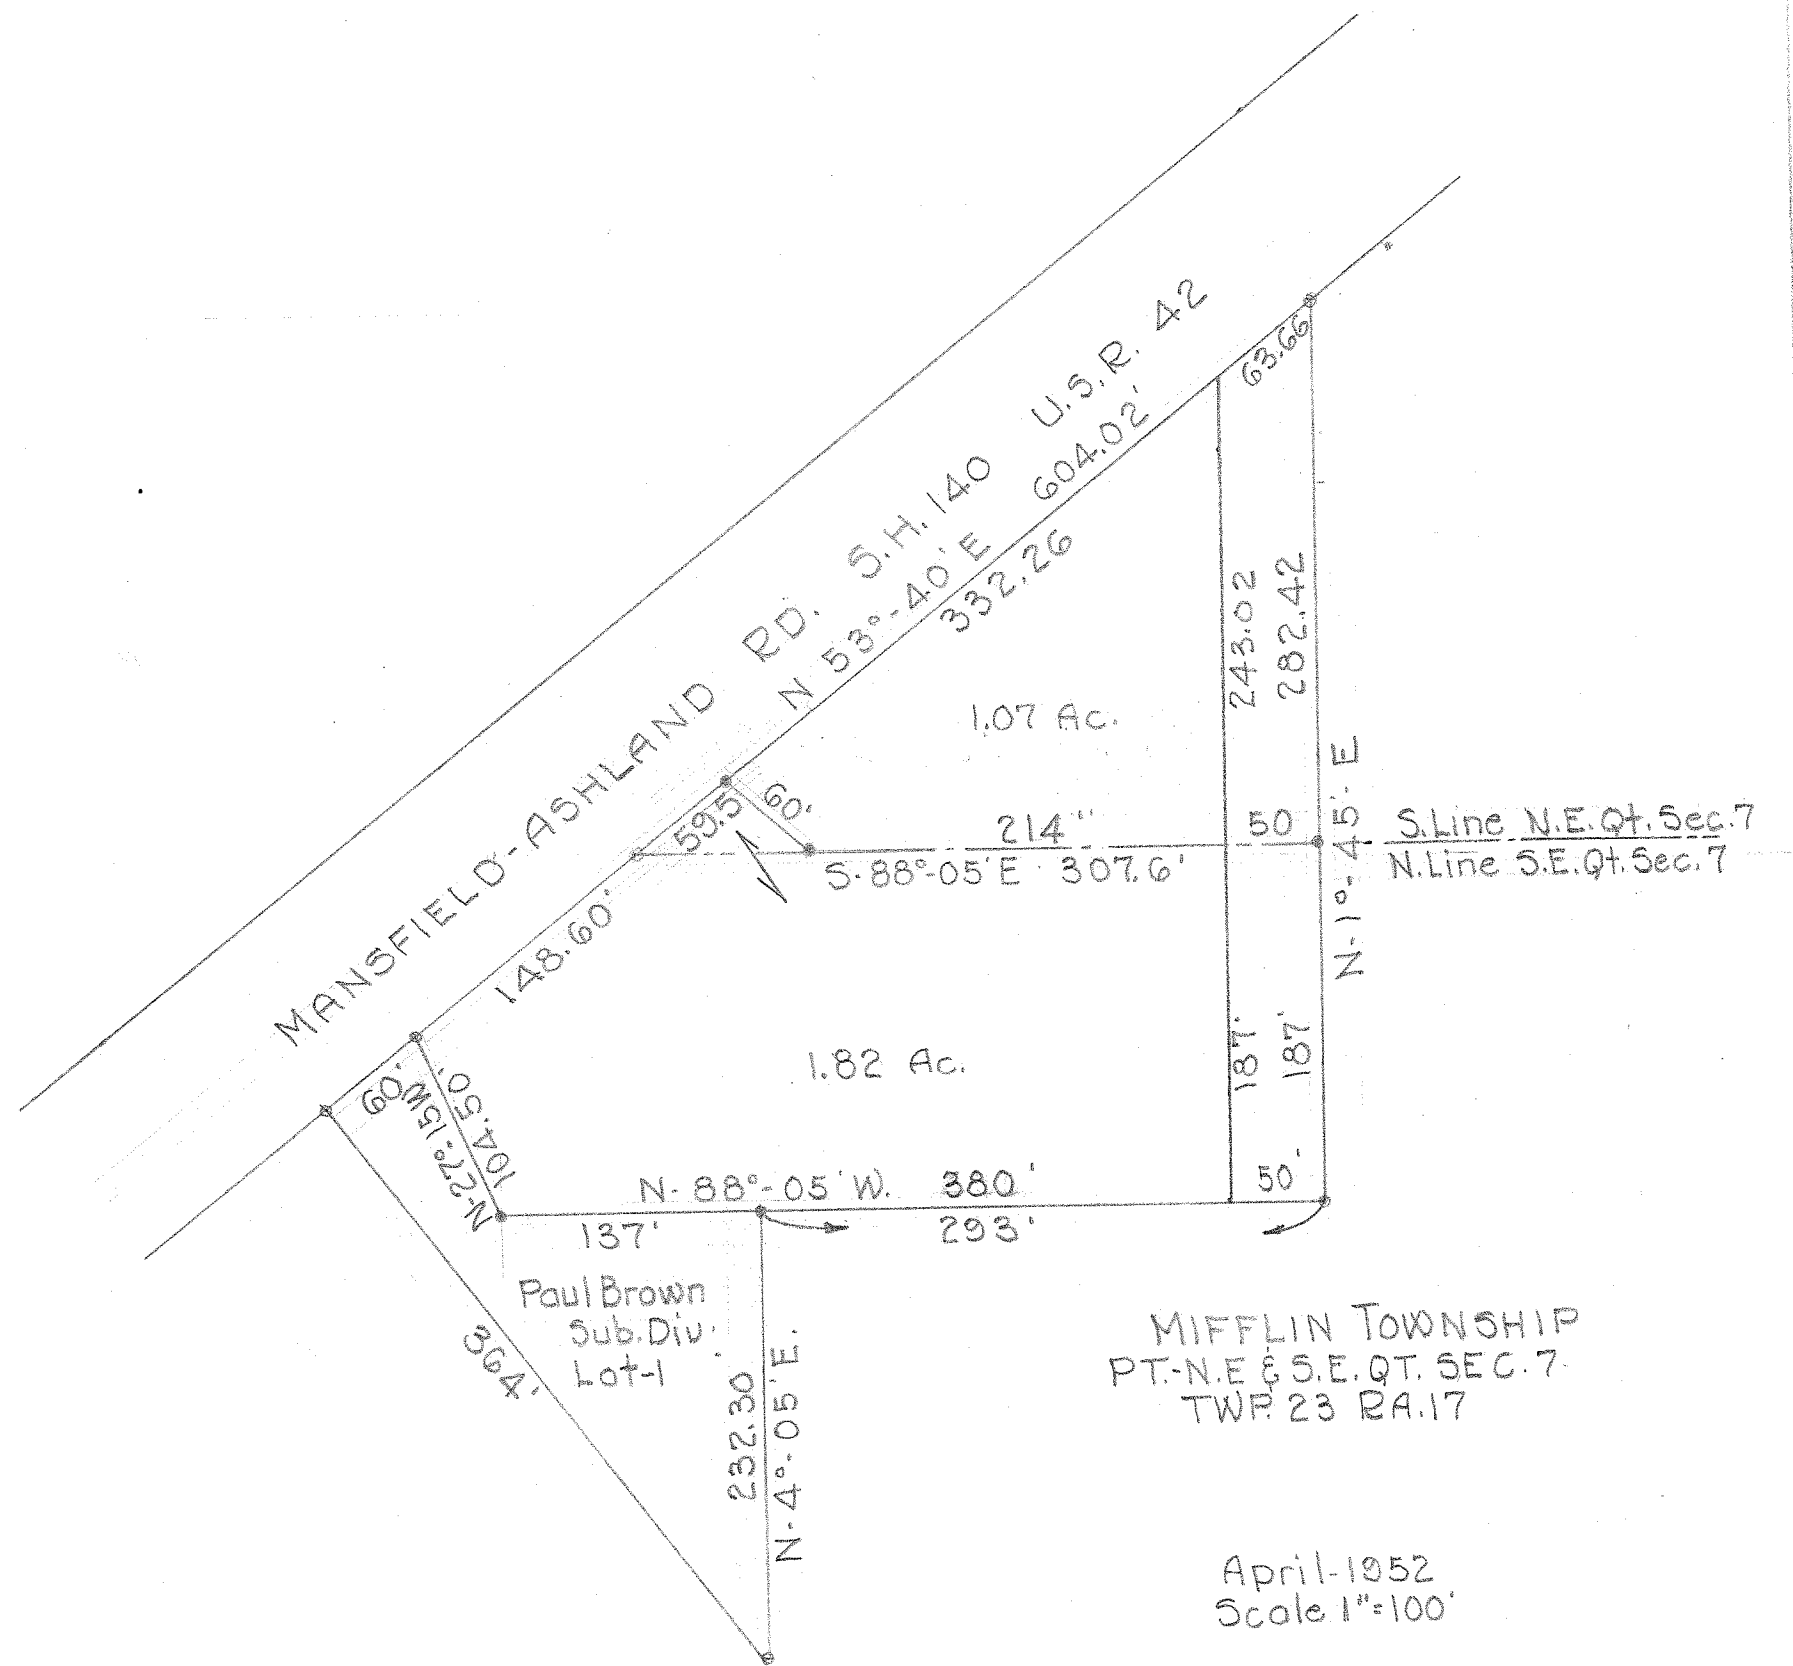 MANSFIELD-ASHLAND RD. S.H. 140 U.S.R. 42
N 53°-40' E 604.02'
63.66
332.26
243.02
282.42
1.07 Ac.
59.5
60'
214''
50
S-88°-05'E 307.6'
N-1°-45'E
S.Line N.E.Qt.Sec.7
N.Line S.E.Qt.Sec.7
148.60'
1.82 Ac.
187'
187'
60'
N-27°-15W
104.50'
N-88°-05'W. 380'
50'
137'
293'
Paul Brown
Sub.Div.
Lot-1
364'
232.30
N-4°-05'E.
MIFFLIN TOWNSHIP
PT.-N.E & S.E. QT. SEC. 7
TWP. 23 RA.17
April-1952
Scale 1"=100'